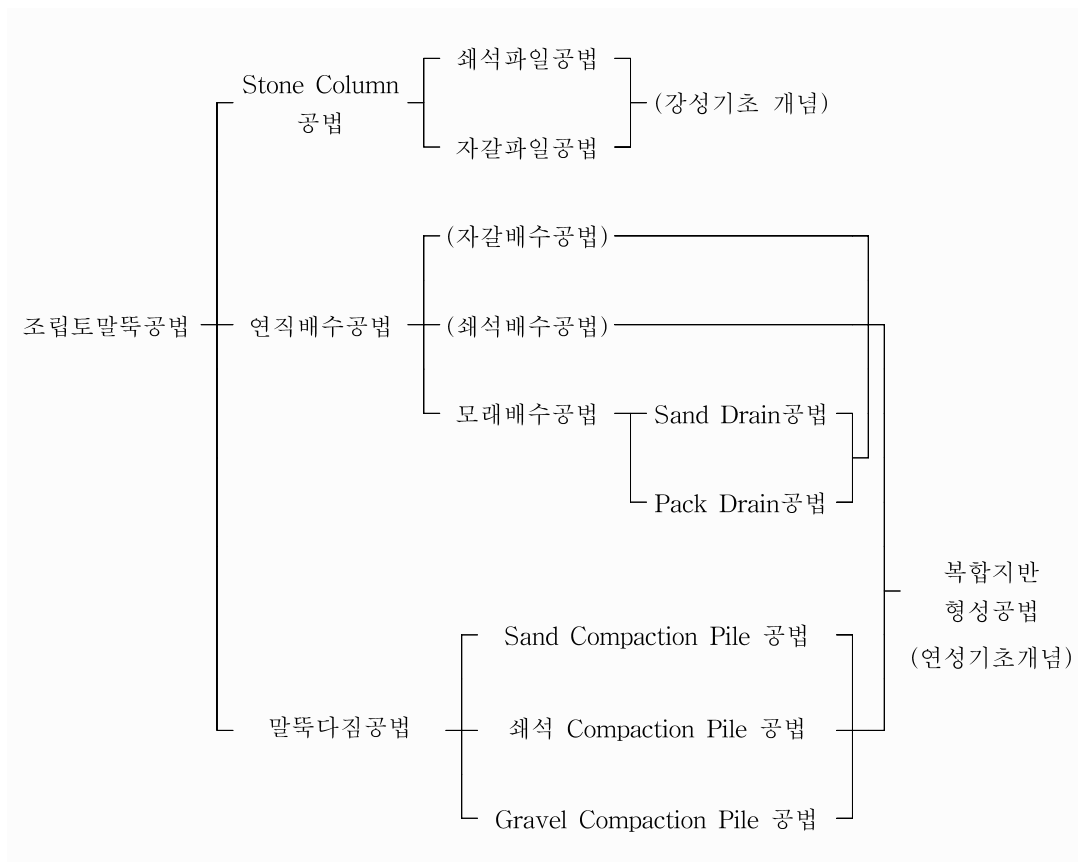 쇄석파일공법
Stone Column
공법
(강성기초 개념)
자갈파일공법
(자갈배수공법)
조립토말뚝공법
연직배수공법
(쇄석배수공법)
모래배수공법
Sand Drain공법
Pack Drain공법
복합지반
형성공법
(연성기초개념)
Sand Compaction Pile 공법
말뚝다짐공법
쇄석 Compaction Pile 공법
Gravel Compaction Pile 공법